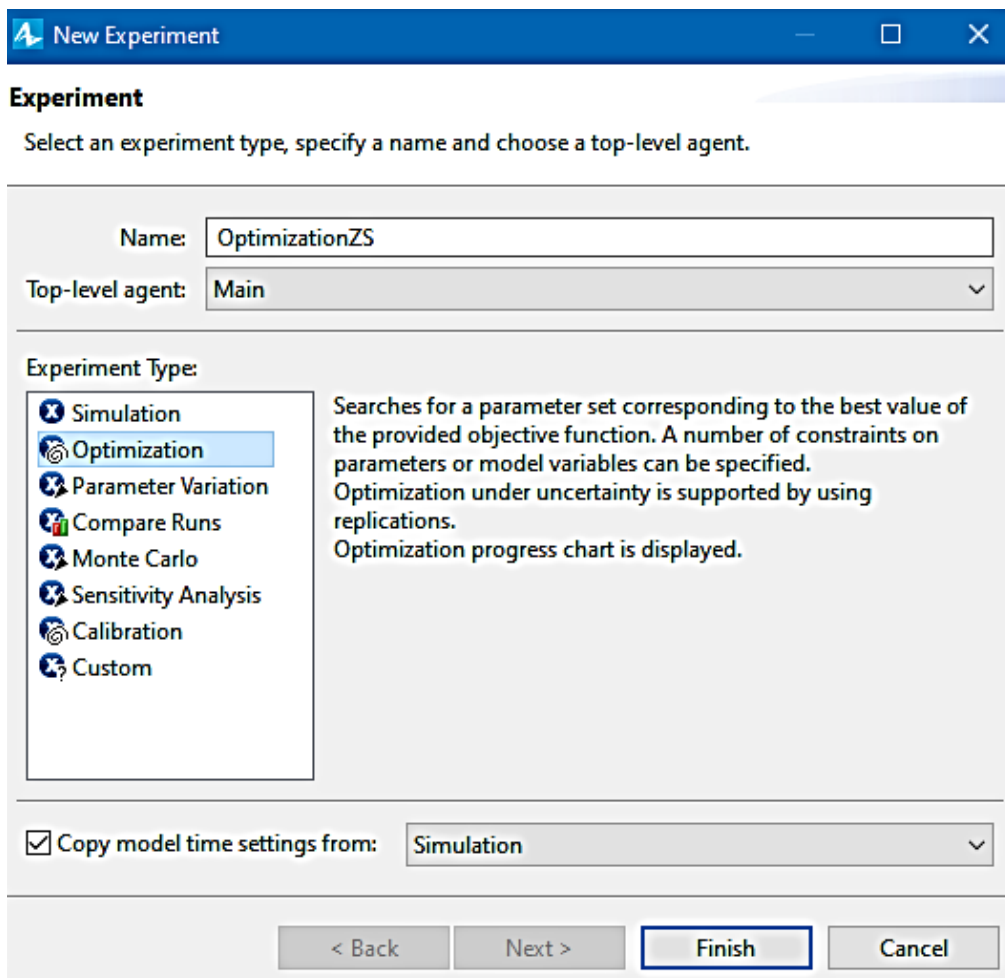 New Experiment
Experiment
Select an experiment type, specify a name and choose a top-level agent.
Name: OptimizationZS
Top-level agent: Main
Experiment Type:
Simulation
Optimization
Parameter Variation
Compare Runs
Monte Carlo
Sensitivity Analysis
Calibration
Custom
Searches for a parameter set corresponding to the best value of
the provided objective function. A number of constraints on
parameters or model variables can be specified.
Optimization under uncertainty is supported by using
replications.
Optimization progress chart is displayed.
Copy model time settings from: Simulation
< Back Next > Finish Cancel